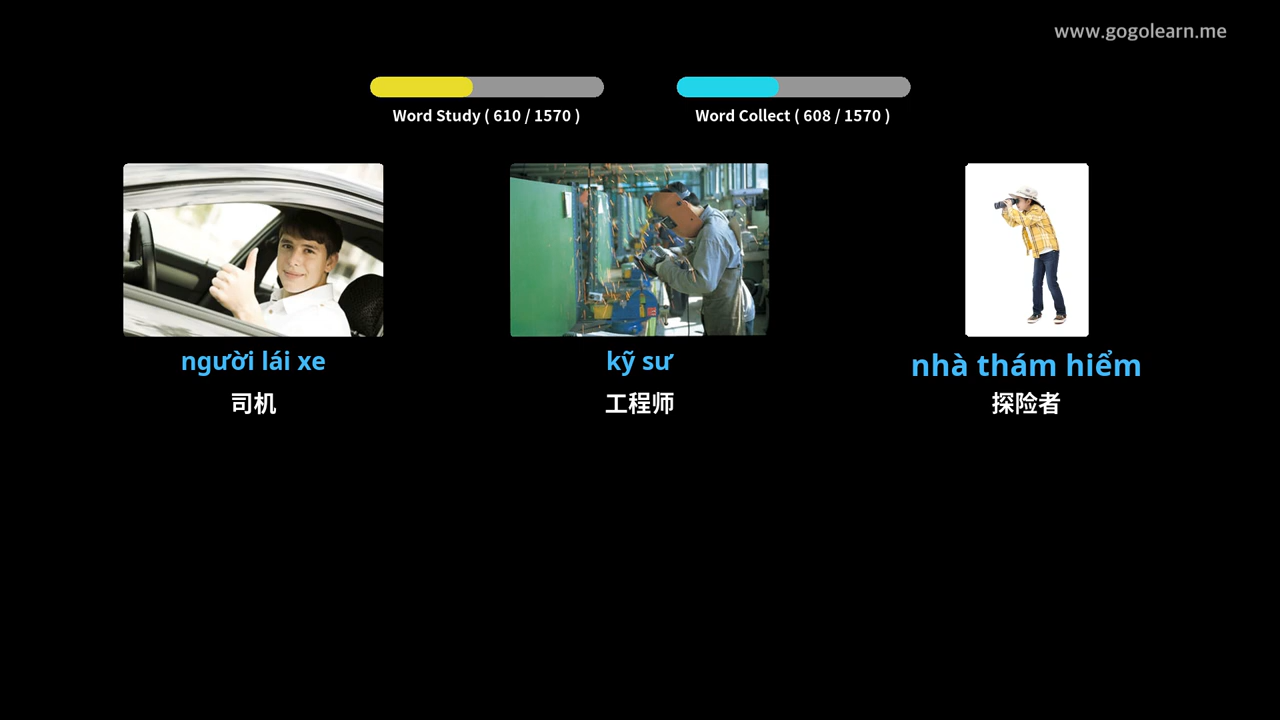 www.gogolearn.me
Word Study ( 610 / 1570 )
Word Collect ( 608 / 1570 )
người lái xe
kỹ sư
nhà thám hiểm
司机
工程师
探险者